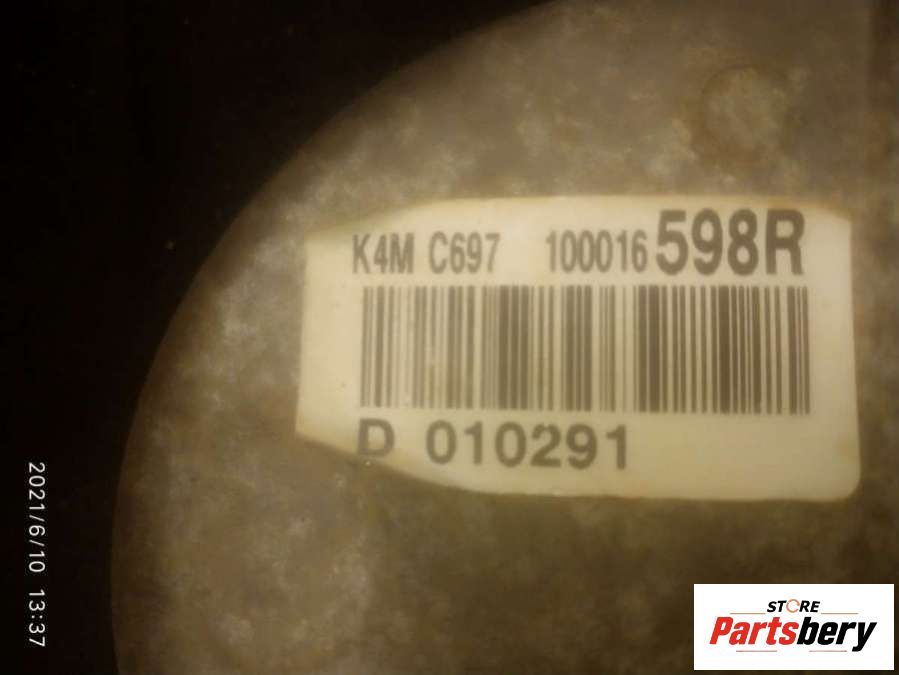 K4M C697 100016598R
D 010291
2021/6/10 13:37
STORE
Partsbery